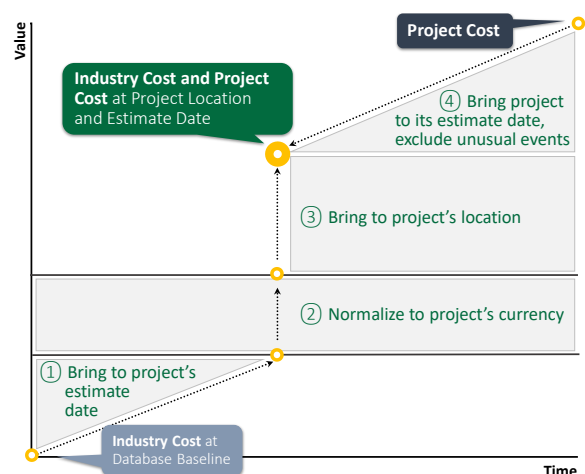 Value
Project Cost
Industry Cost and Project
Cost at Project Location
and Estimate Date
④ Bring project
to its estimate date,
exclude unusual events
③ Bring to project's location
② Normalize to project's currency
① Bring to project's
estimate
date
Industry Cost at
Database Baseline
Time